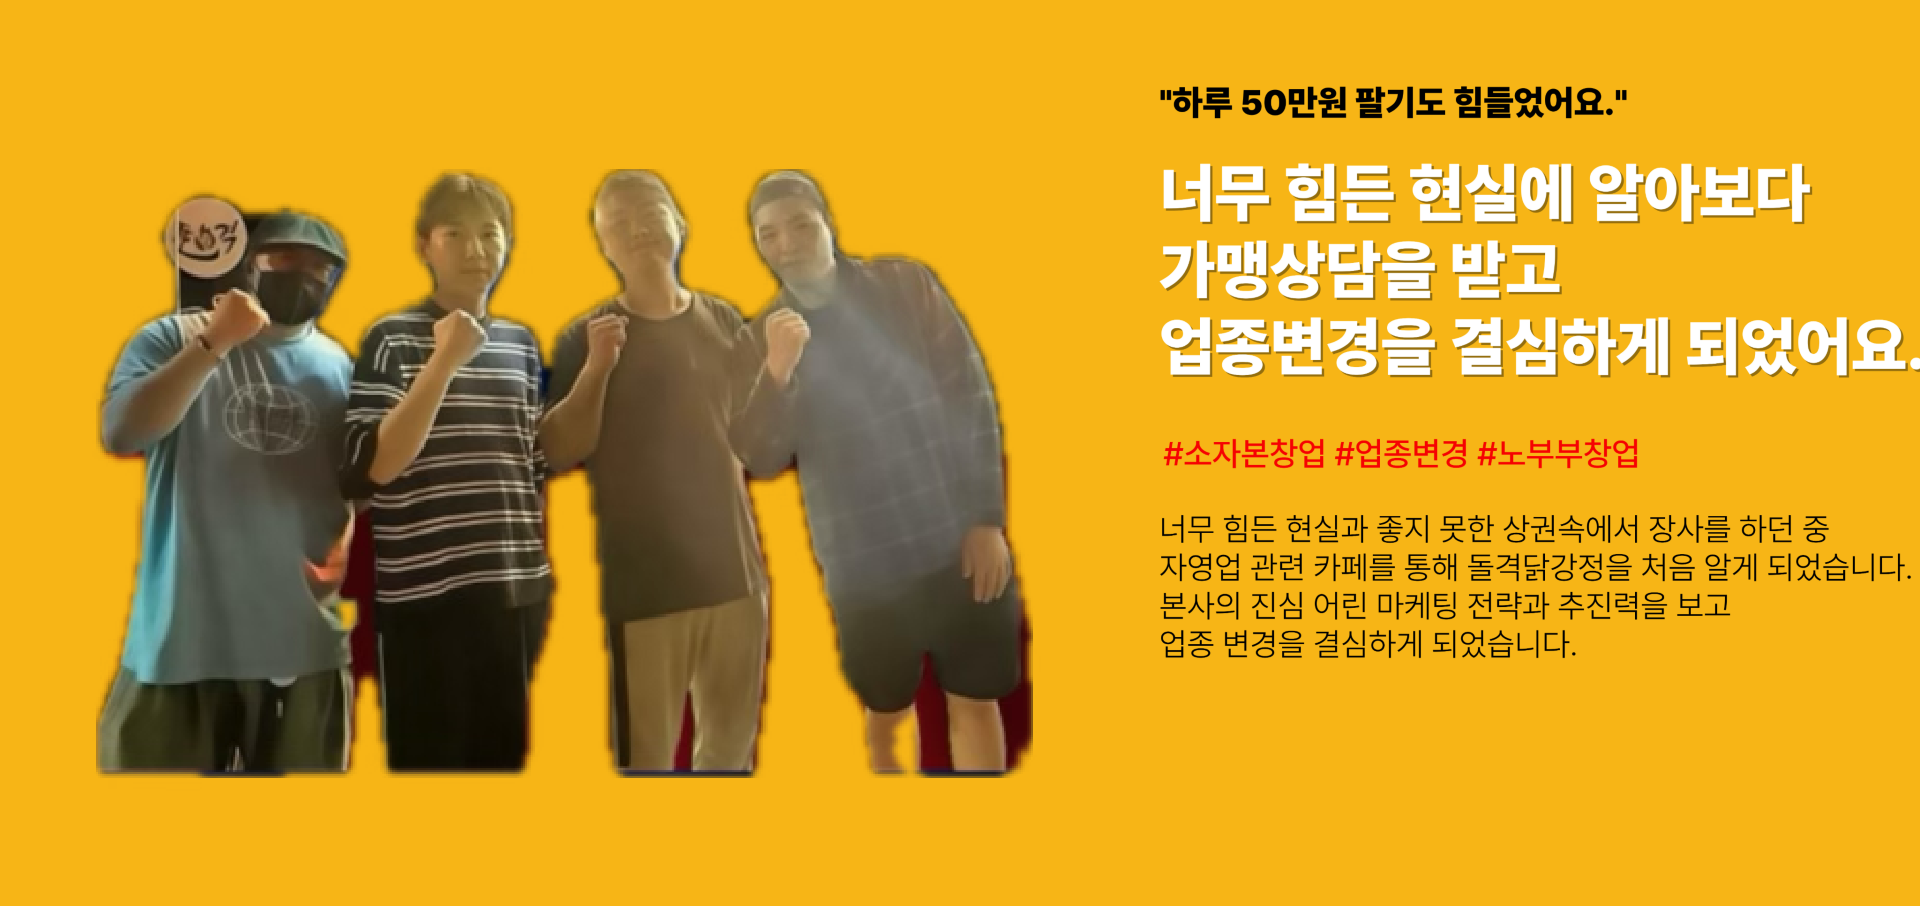 "하루 50만원 팔기도 힘들었어요."
너무 힘든 현실에 알아보다
가맹상담을 받고
업종변경을 결심하게 되었어요.
#소자본창업 #업종변경 #노부부창업
너무 힘든 현실과 좋지 못한 상권속에서 장사를 하던 중
자영업 관련 카페를 통해 돌격닭강정을 처음 알게 되었습니다.
본사의 진심 어린 마케팅 전략과 추진력을 보고
업종 변경을 결심하게 되었습니다.